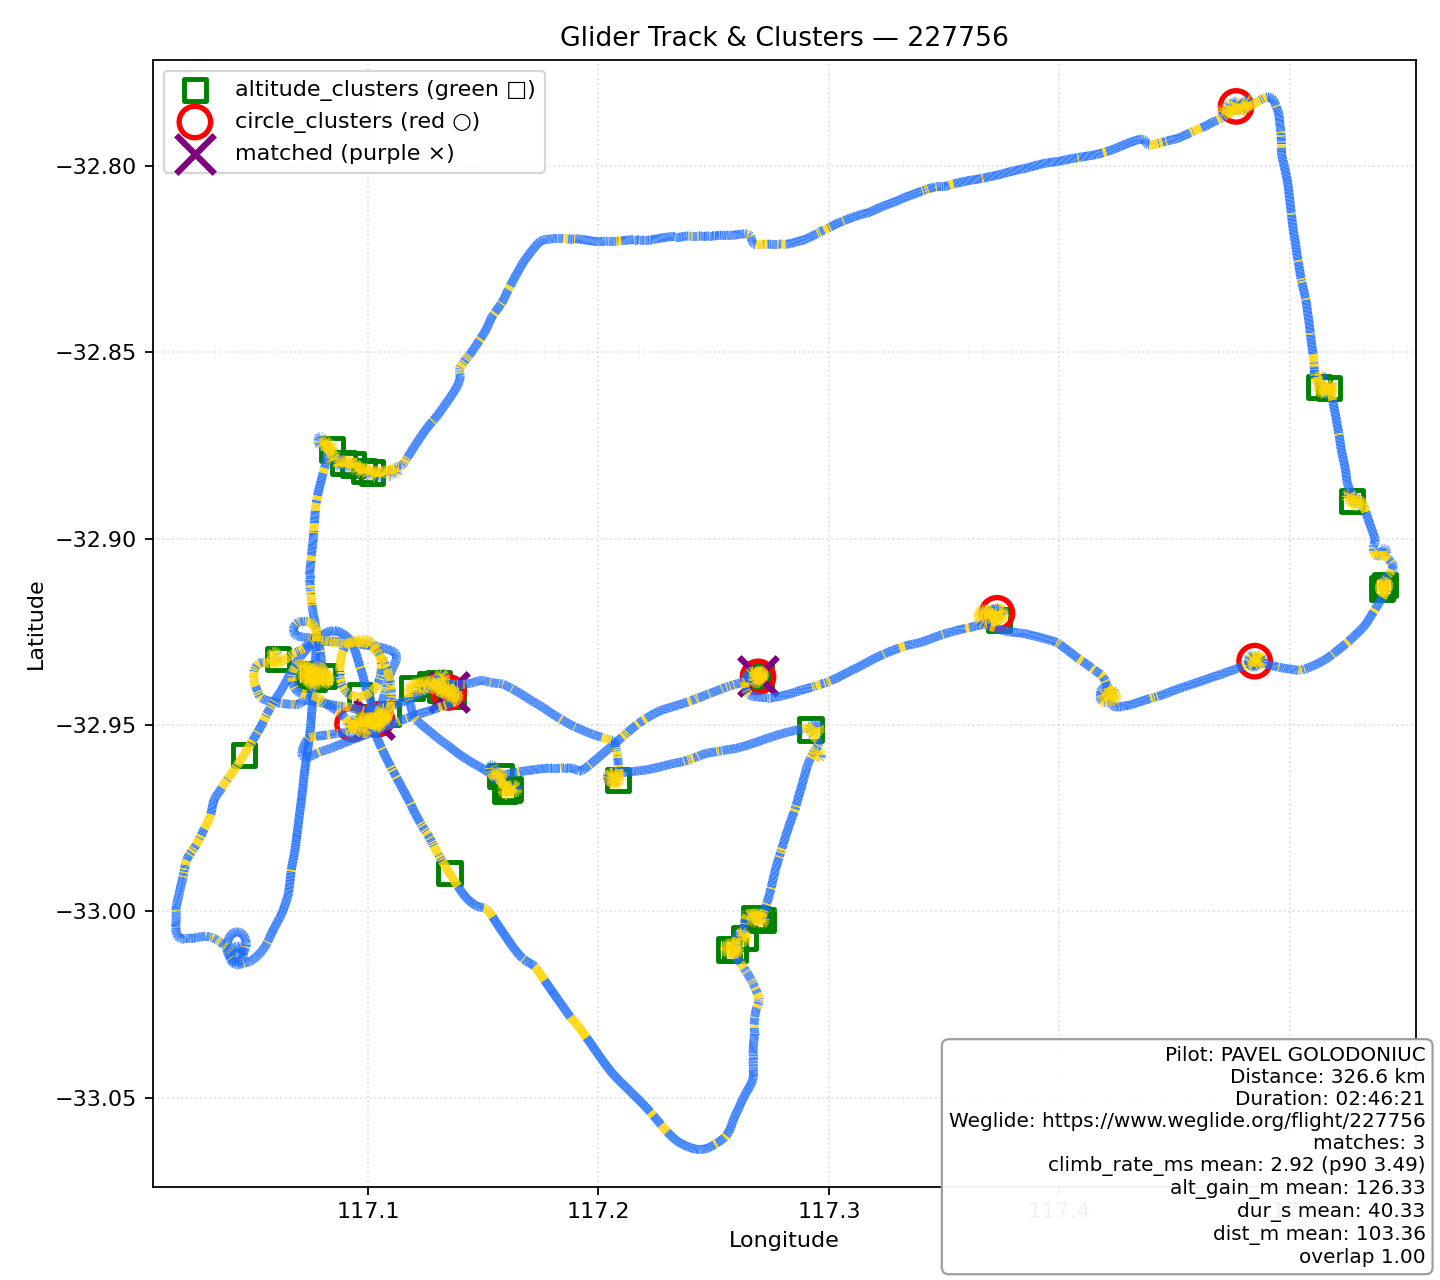 Glider Track & Clusters — 227756
altitude_clusters (green □)
circle_clusters (red ○)
matched (purple ×)
−32.80
−32.85
−32.90
−32.95
−33.00
−33.05
Latitude
117.1
117.2
117.3
117.4
Longitude
Pilot: PAVEL GOLODONIUC
Distance: 326.6 km
Duration: 02:46:21
Weglide: https://www.weglide.org/flight/227756
matches: 3
climb_rate_ms mean: 2.92 (p90 3.49)
alt_gain_m mean: 126.33
dur_s mean: 40.33
dist_m mean: 103.36
overlap 1.00